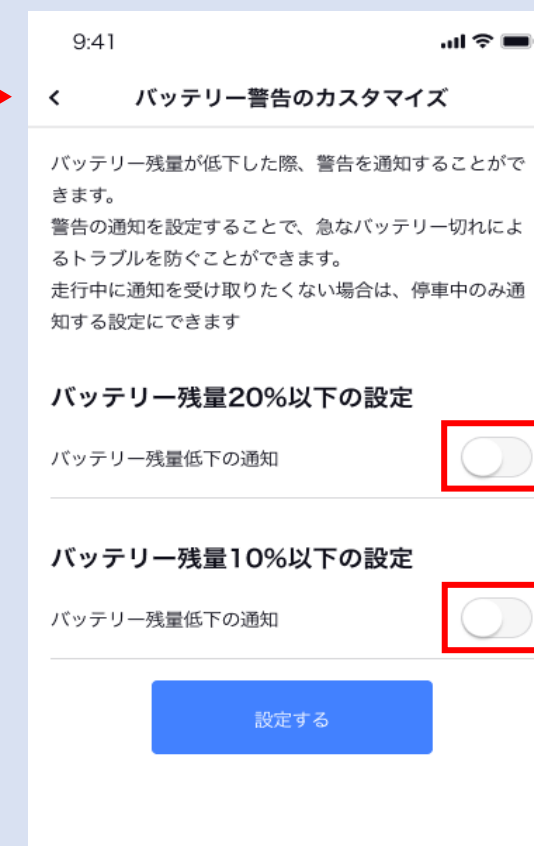 9:41
バッテリー警告のカスタマイズ
バッテリー残量が低下した際、警告を通知することがで
きます。
警告の通知を設定することで、急なバッテリー切れによ
るトラブルを防ぐことができます。
走行中に通知を受け取りたくない場合は、停車中のみ通
知する設定にできます
バッテリー残量20%以下の設定
バッテリー残量低下の通知
バッテリー残量10%以下の設定
バッテリー残量低下の通知
設定する